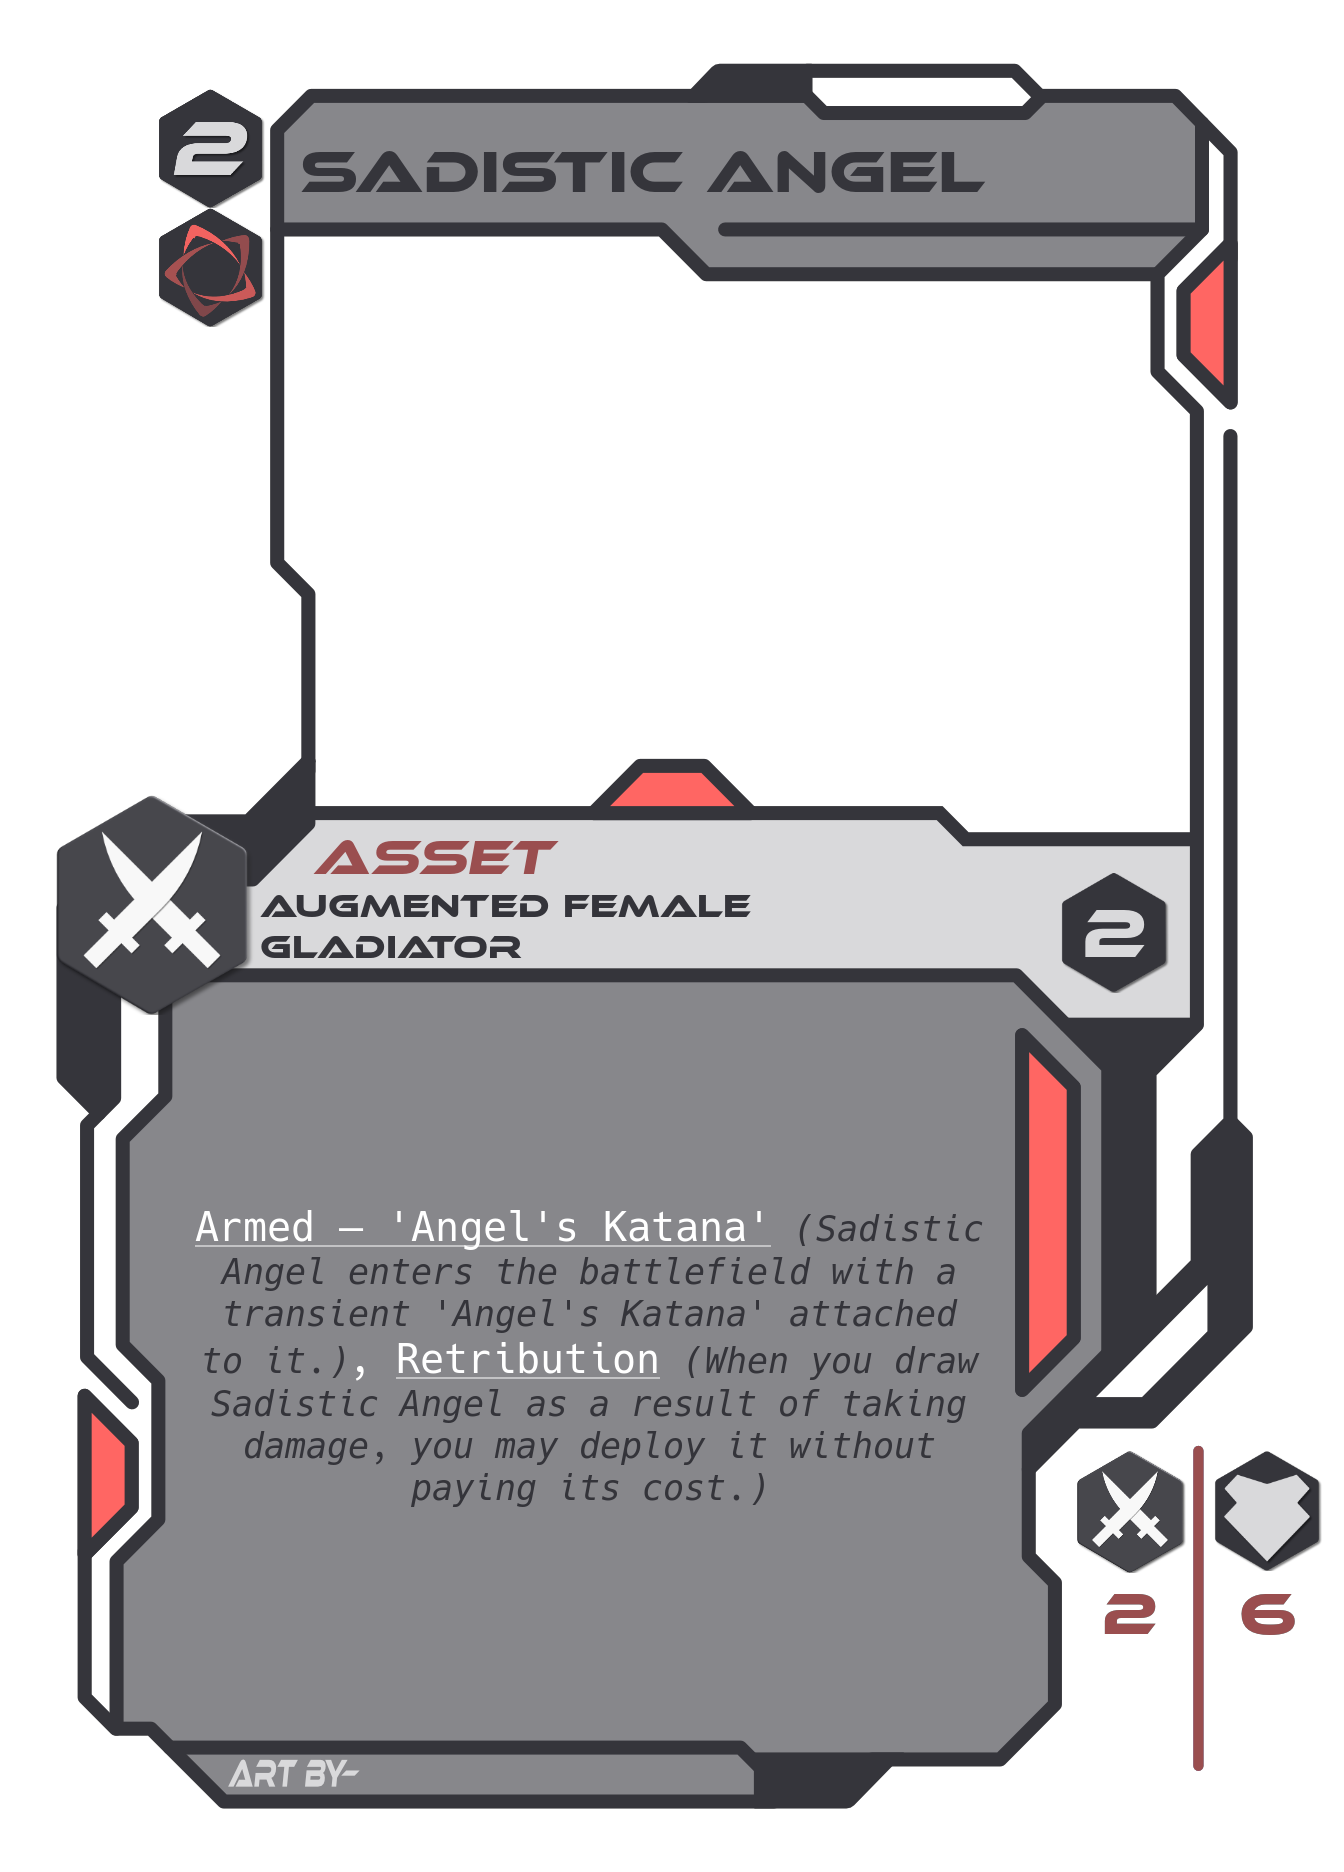 2
SADISTIC ANGEL
ASSET
AUGMENTED FEMALE
GLADIATOR
2
Armed – 'Angel's Katana' (Sadistic
Angel enters the battlefield with a
transient 'Angel's Katana' attached
to it.), Retribution (When you draw
Sadistic Angel as a result of taking
damage, you may deploy it without
paying its cost.)
2
6
ART BY-